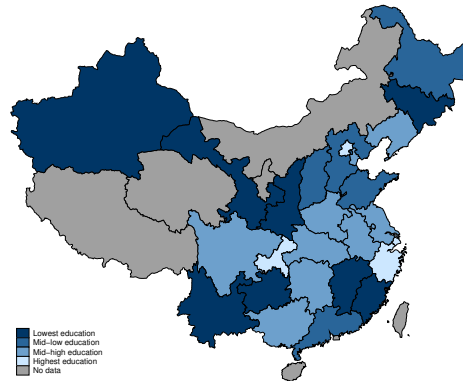 Lowest education
Mid−low education
Mid−high education
Highest education
No data